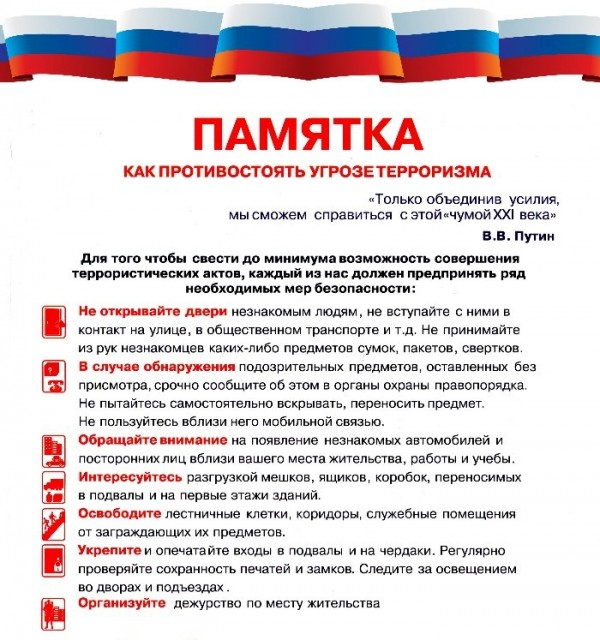 ПАМЯТКА
КАК ПРОТИВОСТОЯТЬ УГРОЗЕ ТЕРРОРИЗМА
«Только объединив усилия,
мы сможем справиться с этой «чумой XXI века»
В.В. Путин
Для того чтобы свести до минимума возможность совершения
террористических актов, каждый из нас должен предпринять ряд
необходимых мер безопасности:
Не открывайте двери незнакомым людям, не вступайте с ними в
контакт на улице, в общественном транспорте и т.д. Не принимайте
из рук незнакомцев каких-либо предметов сумок, пакетов, свертков.
В случае обнаружения подозрительных предметов, оставленных без
присмотра, срочно сообщите об этом в органы охраны правопорядка.
Не пытайтесь самостоятельно вскрывать, переносить предмет.
Не пользуйтесь вблизи него мобильной связью.
Обращайте внимание на появление незнакомых автомобилей и
посторонних лиц вблизи вашего места жительства, работы и учебы.
Интересуйтесь разгрузкой мешков, ящиков, коробок, переносимых
в подвалы и на первые этажи зданий.
Освободите лестничные клетки, коридоры, служебные помещения
от заграждающих их предметов.
Укрепите и опечатайте входы в подвалы и на чердаки. Регулярно
проверяйте сохранность печатей и замков. Следите за освещением
во дворах и подъездах .
Организуйте дежурство по месту жительства